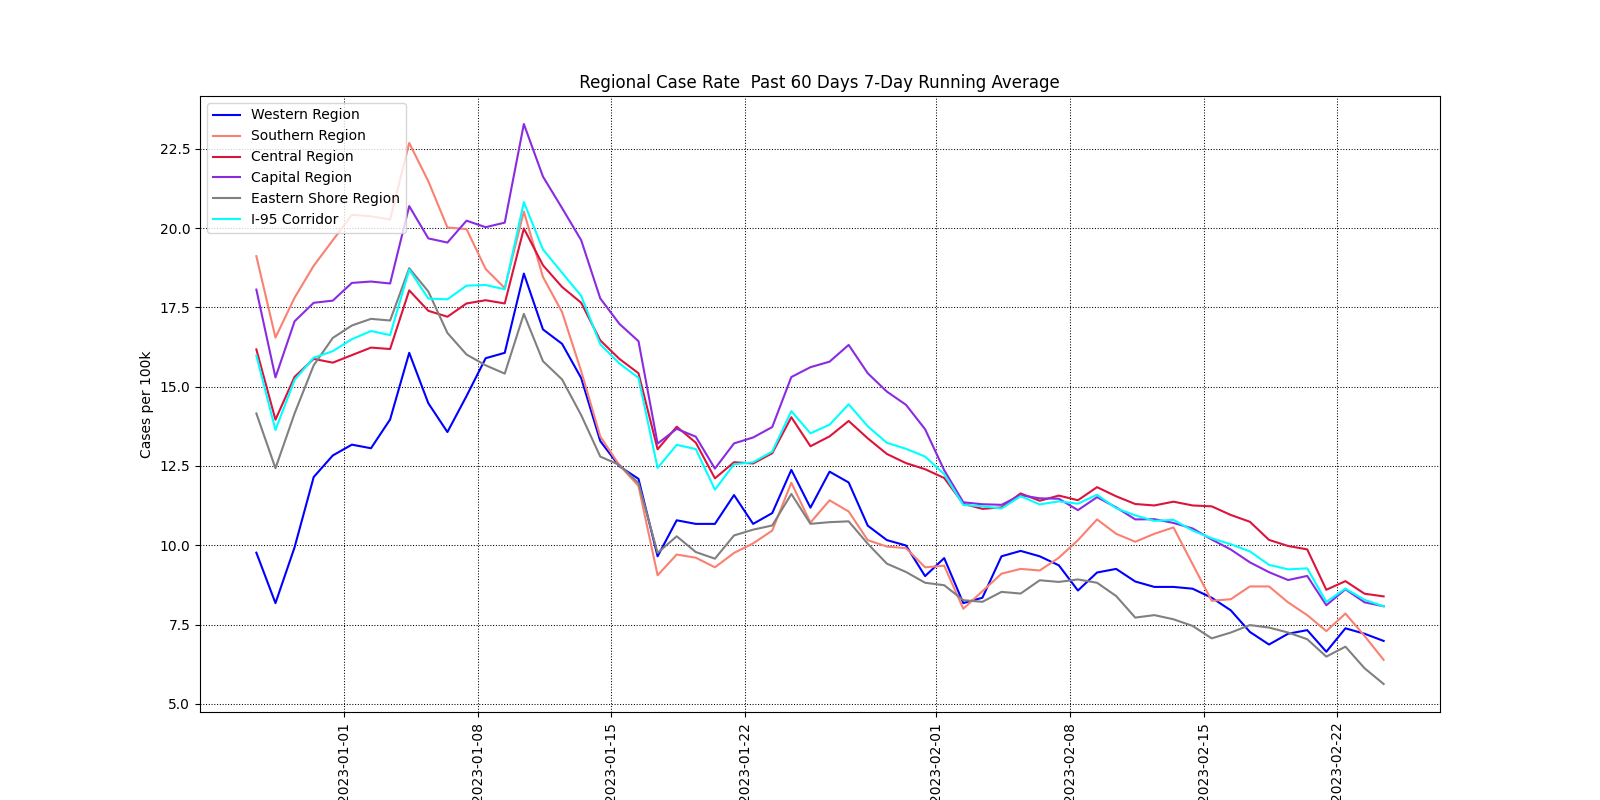 Regional Case Rate  Past 60 Days 7-Day Running Average
Western Region
Southern Region
Central Region
Capital Region
Eastern Shore Region
I-95 Corridor
Cases per 100k
22.5
20.0
17.5
15.0
12.5
10.0
7.5
5.0
2023-01-01
2023-01-08
2023-01-15
2023-01-22
2023-02-01
2023-02-08
2023-02-15
2023-02-22